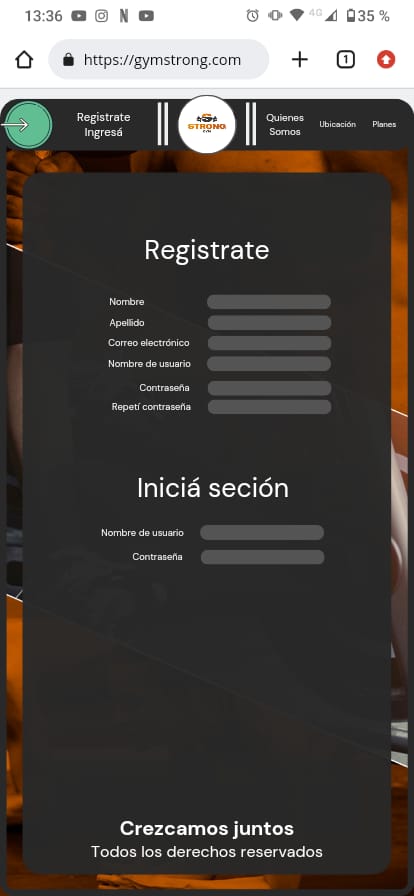 13:36
4G
35 %
https://gymstrong.com
1
Registrate
Ingresá
STRONG
GYM
Quienes
Somos
Ubicación
Planes
Registrate
Nombre
Apellido
Correo electrónico
Nombre de usuario
Contraseña
Repetí contraseña
Iniciá seción
Nombre de usuario
Contraseña
Crezcamos juntos
Todos los derechos reservados